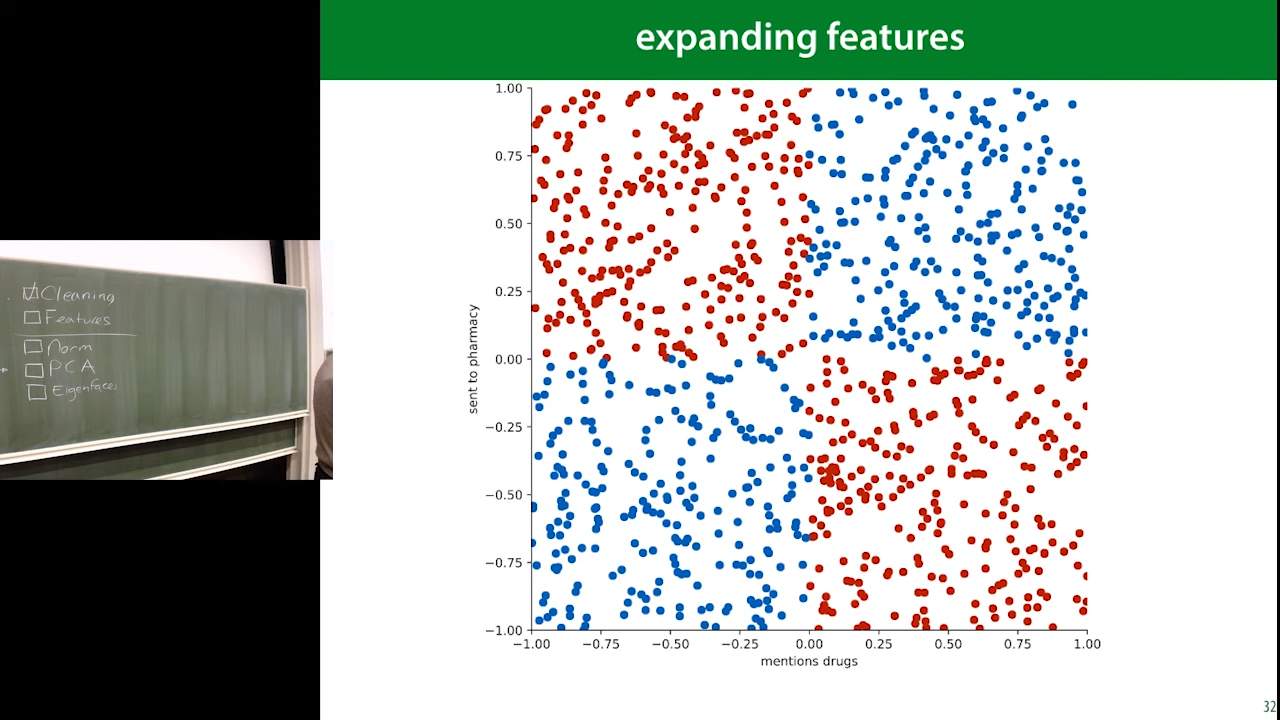 expanding features
Cleaning
Features
Norm
PCA
Eigenfaces
1.00
0.75
0.50
0.25
0.00
−0.25
−0.50
−0.75
−1.00
sent to pharmacy
−1.00 −0.75 −0.50 −0.25 0.00 0.25 0.50 0.75 1.00
mentions drugs
32